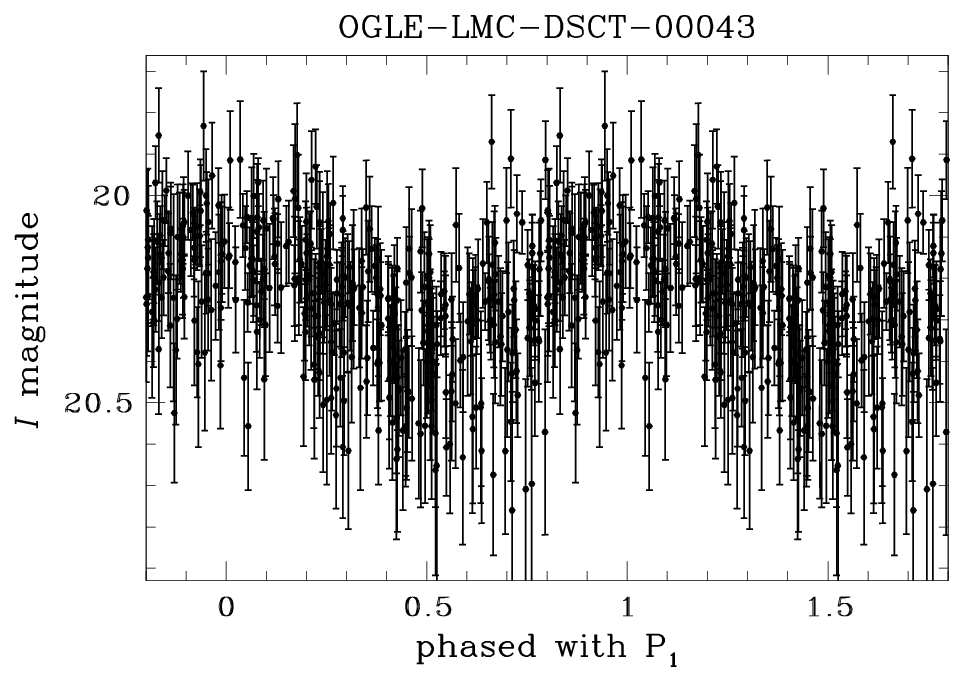 OGLE-LMC-DSCT-00043
I magnitude
20
20.5
0 0.5 1 1.5
phased with P₁